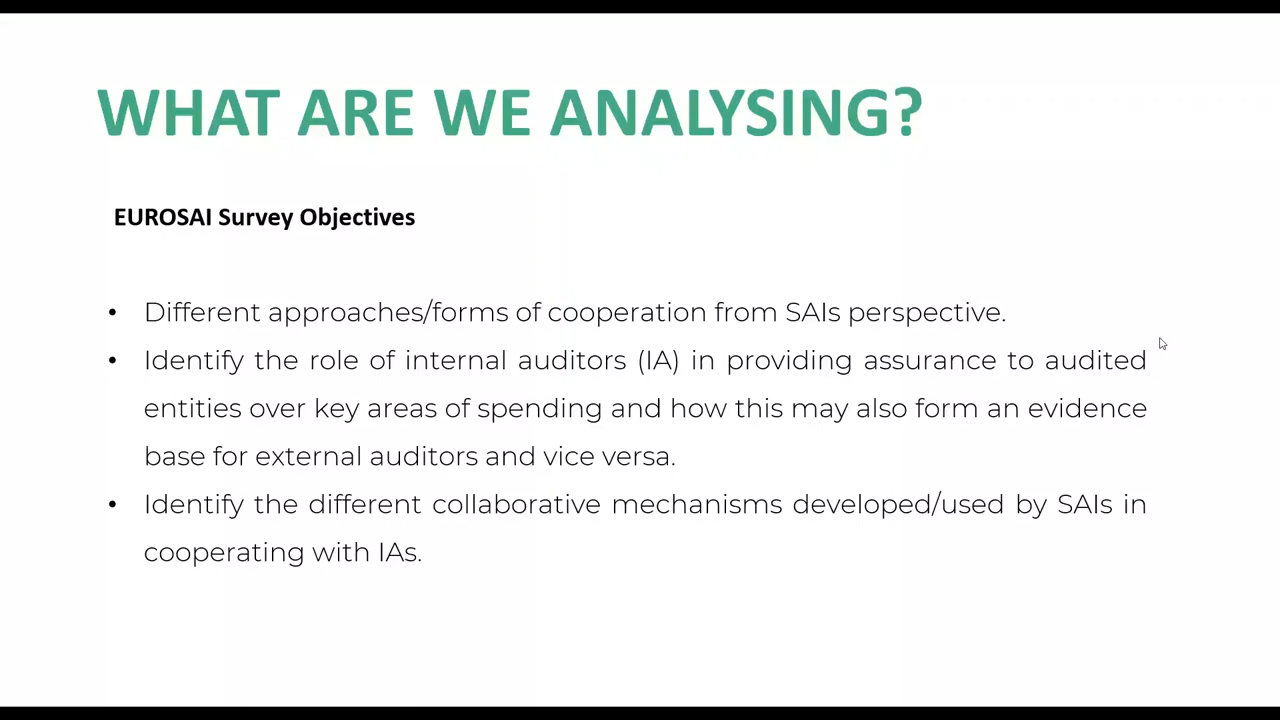 WHAT ARE WE ANALYSING?
EUROSAI Survey Objectives
• Different approaches/forms of cooperation from SAIs perspective.
• Identify the role of internal auditors (IA) in providing assurance to audited
entities over key areas of spending and how this may also form an evidence
base for external auditors and vice versa.
• Identify the different collaborative mechanisms developed/used by SAIs in
cooperating with IAs.